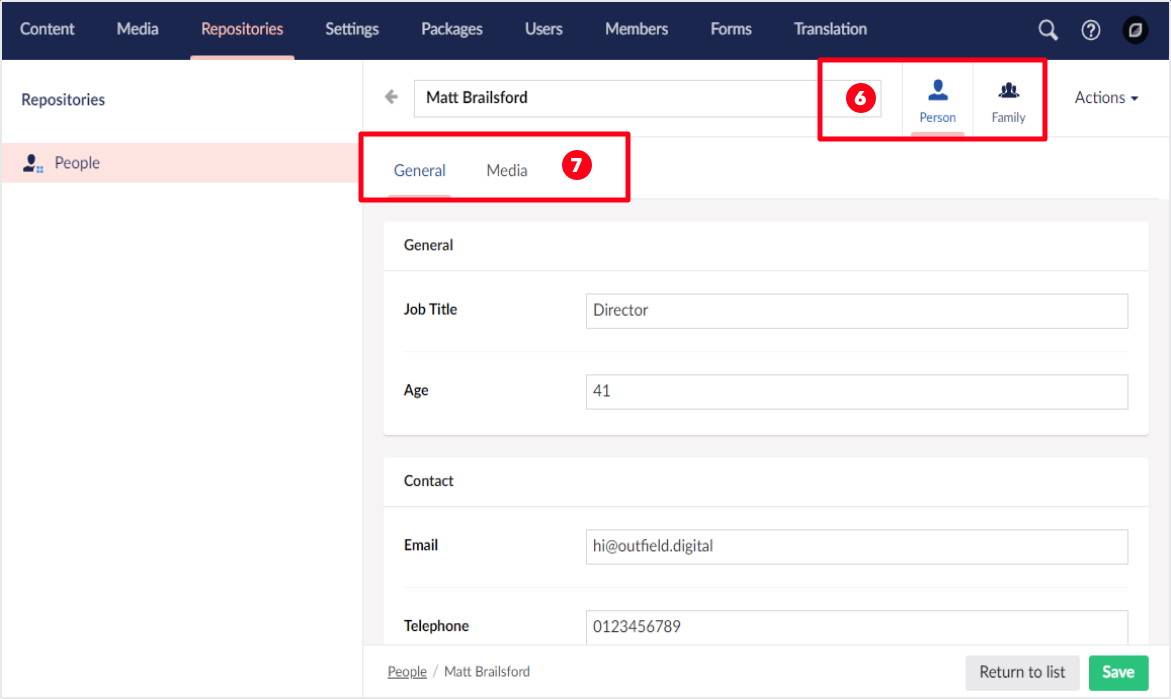 Content Media Repositories Settings Packages Users Members Forms Translation
Repositories
People
Matt Brailsford
6
Person
Family
Actions
General Media
7
General
Job Title Director
Age 41
Contact
Email hi@outfield.digital
Telephone 0123456789
People / Matt Brailsford
Return to list
Save